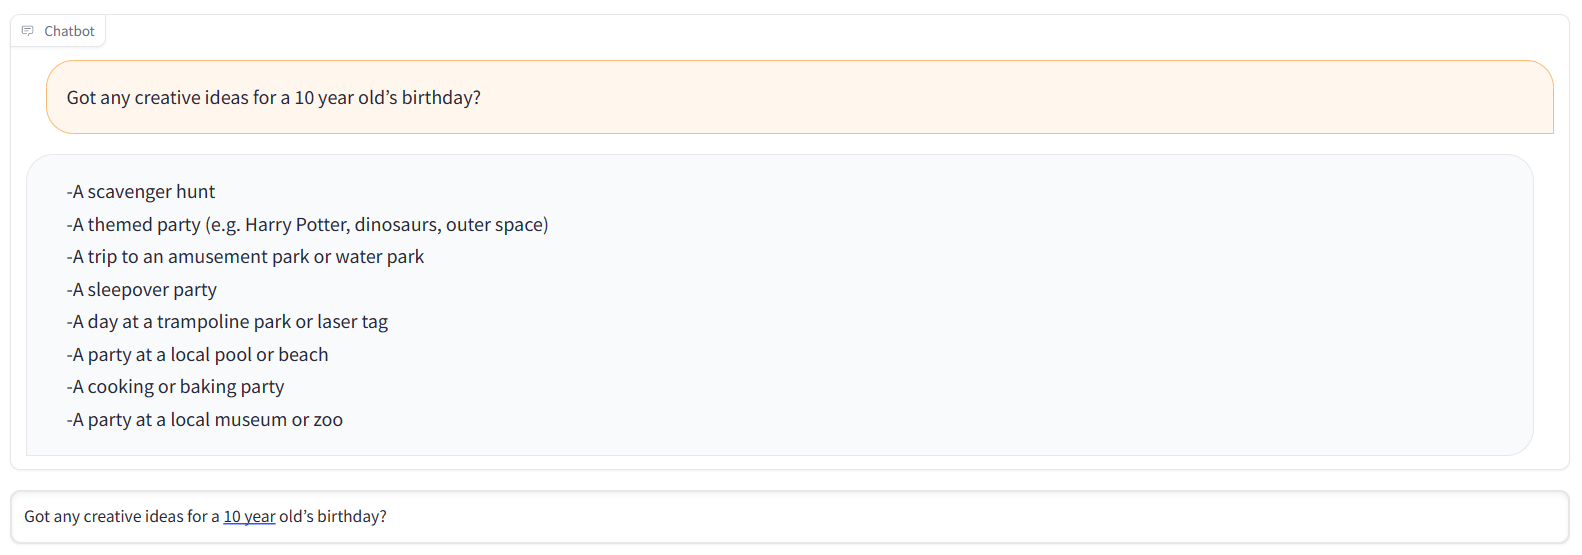 Chatbot
Got any creative ideas for a 10 year old’s birthday?
-A scavenger hunt
-A themed party (e.g. Harry Potter, dinosaurs, outer space)
-A trip to an amusement park or water park
-A sleepover party
-A day at a trampoline park or laser tag
-A party at a local pool or beach
-A cooking or baking party
-A party at a local museum or zoo
Got any creative ideas for a 10 year old’s birthday?